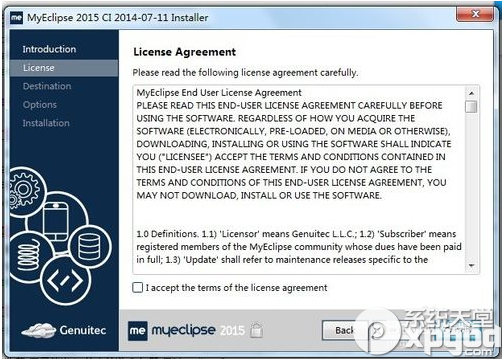 MyEclipse 2015 CI 2014-07-11 Installer
Introduction
License
Destination
Options
Installation
License Agreement
Please read the following license agreement carefully.
MyEclipse End User License Agreement
PLEASE READ THIS END-USER LICENSE AGREEMENT CAREFULLY BEFORE
USING THE SOFTWARE. REGARDLESS OF HOW YOU ACQUIRE THE
SOFTWARE (ELECTRONICALLY, PRE-LOADED, ON MEDIA OR OTHERWISE),
DOWNLOADING, INSTALLING OR USING THE SOFTWARE SHALL INDICATE
YOU ("LICENSEE") ACCEPT THE TERMS AND CONDITIONS CONTAINED IN
THIS END-USER LICENSE AGREEMENT. IF YOU DO NOT AGREE TO THE
TERMS AND CONDITIONS OF THIS END-USER LICENSE AGREEMENT, YOU
MAY NOT DOWNLOAD, INSTALL OR USE THE SOFTWARE.
1.0 Definitions. 1.1) 'Licensor' means Genuitec L.L.C.; 1.2) 'Subscriber' means
registered members of the MyEclipse community whose dues have been paid
in full; 1.3) 'Update' shall refer to maintenance releases specific to the
I accept the terms of the license agreement
Genuitec
me myeclipse 2015
Back
系统天堂